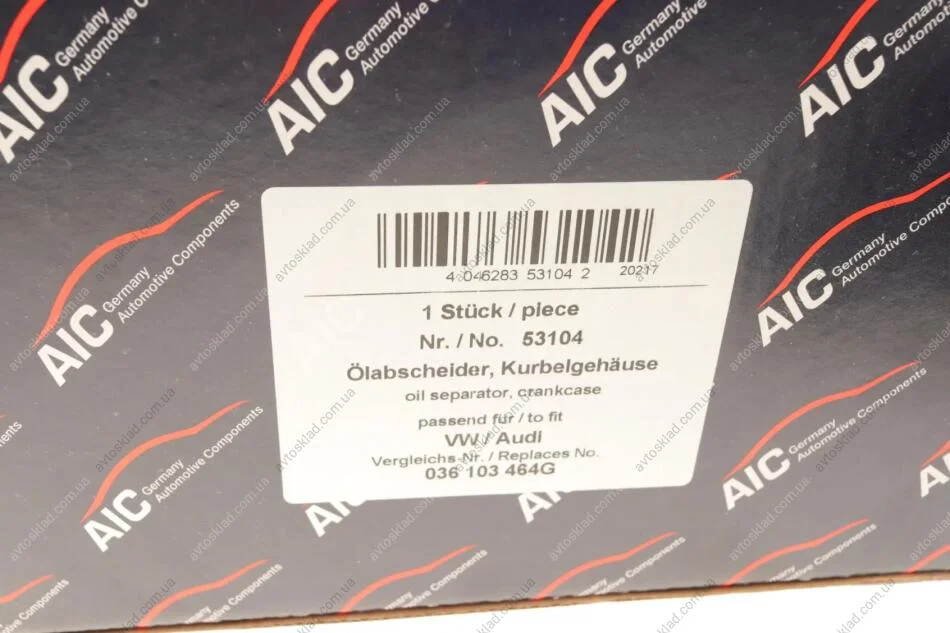 AIC Germany
Automotive Components
4 046283 53104 2 20217
1 Stück / piece
Nr. / No. 53104
Ölabscheider, Kurbelgehäuse
oil separator, crankcase
passend für / to fit
VW / Audi
Vergleichs-Nr. / Replaces No.
036 103 464G
avtosklad.com.ua